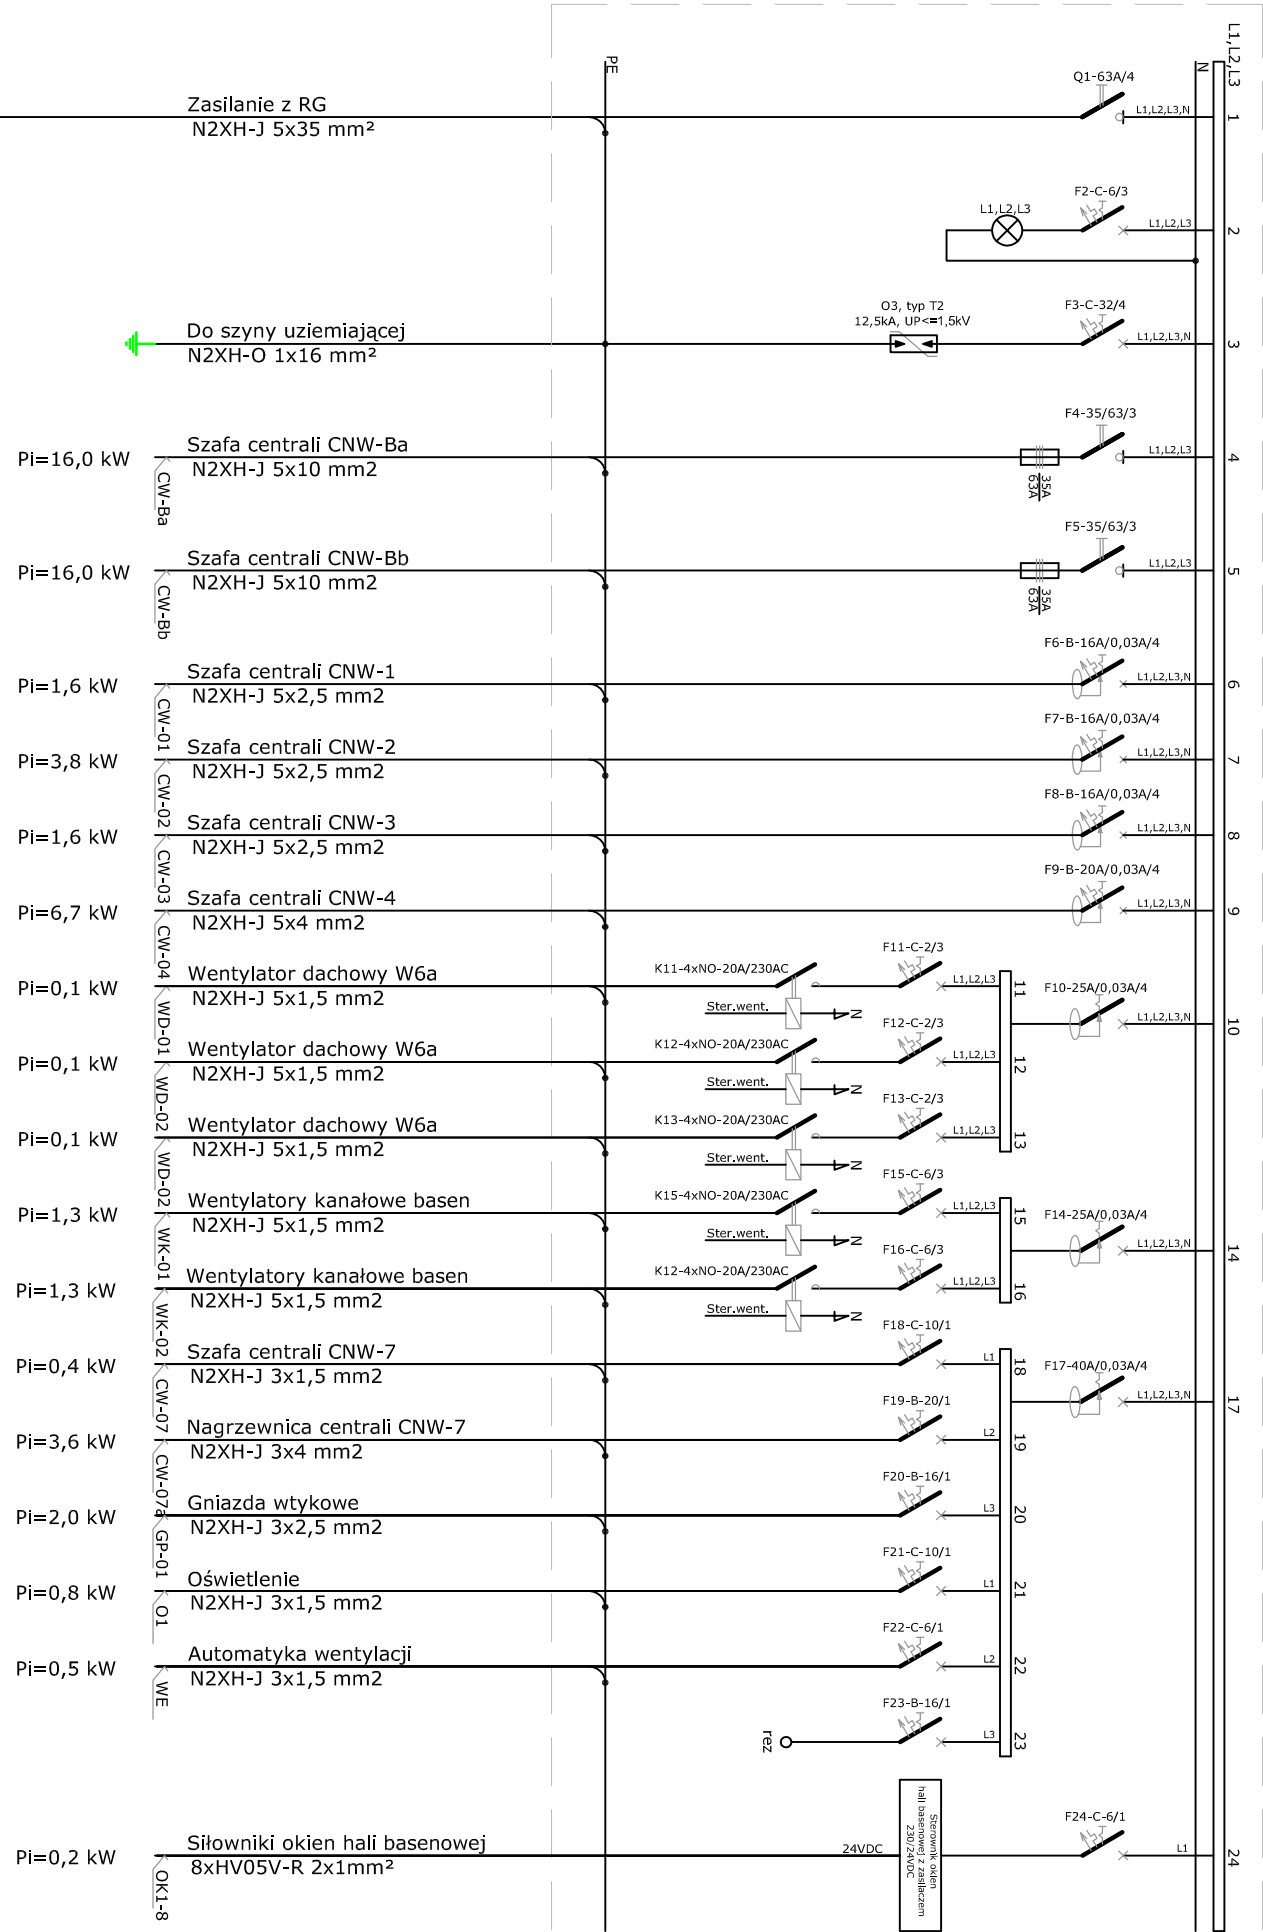 L1,L2,L3
N
PE
Q1-63A/4
L1,L2,L3,N
1
Zasilanie z RG
N2XH-J 5x35 mm²
F2-C-6/3
L1,L2,L3
L1,L2,L3
2
O3, typ T2
12,5kA, UP<=1,5kV
F3-C-32/4
L1,L2,L3,N
3
Do szyny uziemiającej
N2XH-O 1x16 mm²
F4-35/63/3
L1,L2,L3
4
35A
63A
Pi=16,0 kW
Szafa centrali CNW-Ba
N2XH-J 5x10 mm2
CW-Ba
F5-35/63/3
L1,L2,L3
5
35A
63A
Pi=16,0 kW
Szafa centrali CNW-Bb
N2XH-J 5x10 mm2
CW-Bb
F6-B-16A/0,03A/4
L1,L2,L3,N
6
Pi=1,6 kW
Szafa centrali CNW-1
N2XH-J 5x2,5 mm2
CW-01
F7-B-16A/0,03A/4
L1,L2,L3,N
7
Pi=3,8 kW
Szafa centrali CNW-2
N2XH-J 5x2,5 mm2
CW-02
F8-B-16A/0,03A/4
L1,L2,L3,N
8
Pi=1,6 kW
Szafa centrali CNW-3
N2XH-J 5x2,5 mm2
CW-03
F9-B-20A/0,03A/4
L1,L2,L3,N
9
Pi=6,7 kW
Szafa centrali CNW-4
N2XH-J 5x4 mm2
CW-04
F10-25A/0,03A/4
L1,L2,L3,N
10
Pi=0,1 kW
Wentylator dachowy W6a
N2XH-J 5x1,5 mm2
WD-01
K11-4xNO-20A/230AC
Ster.went.
N
F11-C-2/3
L1,L2,L3
11
Pi=0,1 kW
Wentylator dachowy W6a
N2XH-J 5x1,5 mm2
WD-02
K12-4xNO-20A/230AC
Ster.went.
N
F12-C-2/3
L1,L2,L3
12
Pi=0,1 kW
Wentylator dachowy W6a
N2XH-J 5x1,5 mm2
WD-02
K13-4xNO-20A/230AC
Ster.went.
N
F13-C-2/3
L1,L2,L3
13
F14-25A/0,03A/4
L1,L2,L3,N
14
Pi=1,3 kW
Wentylatory kanałowe basen
N2XH-J 5x1,5 mm2
WK-01
K15-4xNO-20A/230AC
Ster.went.
N
F15-C-6/3
L1,L2,L3
15
Pi=1,3 kW
Wentylatory kanałowe basen
N2XH-J 5x1,5 mm2
WK-02
K12-4xNO-20A/230AC
Ster.went.
N
F16-C-6/3
L1,L2,L3
16
F17-40A/0,03A/4
L1,L2,L3,N
17
Pi=0,4 kW
Szafa centrali CNW-7
N2XH-J 3x1,5 mm2
CW-07
F18-C-10/1
L1
18
Pi=3,6 kW
Nagrzewnica centrali CNW-7
N2XH-J 3x4 mm2
CW-07a
F19-B-20/1
L2
19
Pi=2,0 kW
Gniazda wtykowe
N2XH-J 3x2,5 mm2
GP-01
F20-B-16/1
L3
20
Pi=0,8 kW
Oświetlenie
N2XH-J 3x1,5 mm2
O1
F21-C-10/1
L1
21
Pi=0,5 kW
Automatyka wentylacji
N2XH-J 3x1,5 mm2
WE
F22-C-6/1
L2
22
F23-B-16/1
L3
23
rez
Pi=0,2 kW
Siłowniki okien hali basenowej
8xHV05V-R 2x1mm²
OK1-8
24VDC
Sterownik okien
hali basenowej z zasilaczem
230/24VDC
F24-C-6/1
L1
24